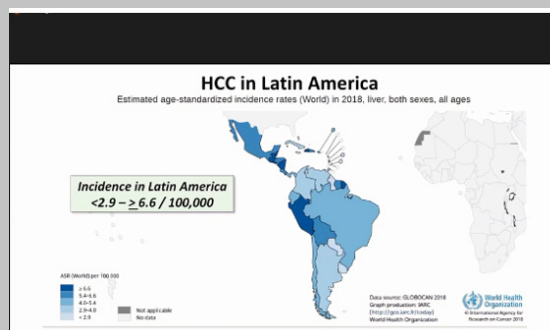 HCC in Latin America
Estimated age-standardized incidence rates (World) in 2018, liver, both sexes, all ages
Incidence in Latin America
<2.9 – ≥ 6.6 / 100,000
ASR (World) per 100 000
≥ 6.6
5.4–6.6
4.0–5.4
2.9–4.0
< 2.9
Not applicable
No data
Data source: GLOBOCAN 2018
Graph production: IARC
(http://gco.iarc.fr/today)
World Health Organization
World Health
Organization
© International Agency for
Research on Cancer 2018